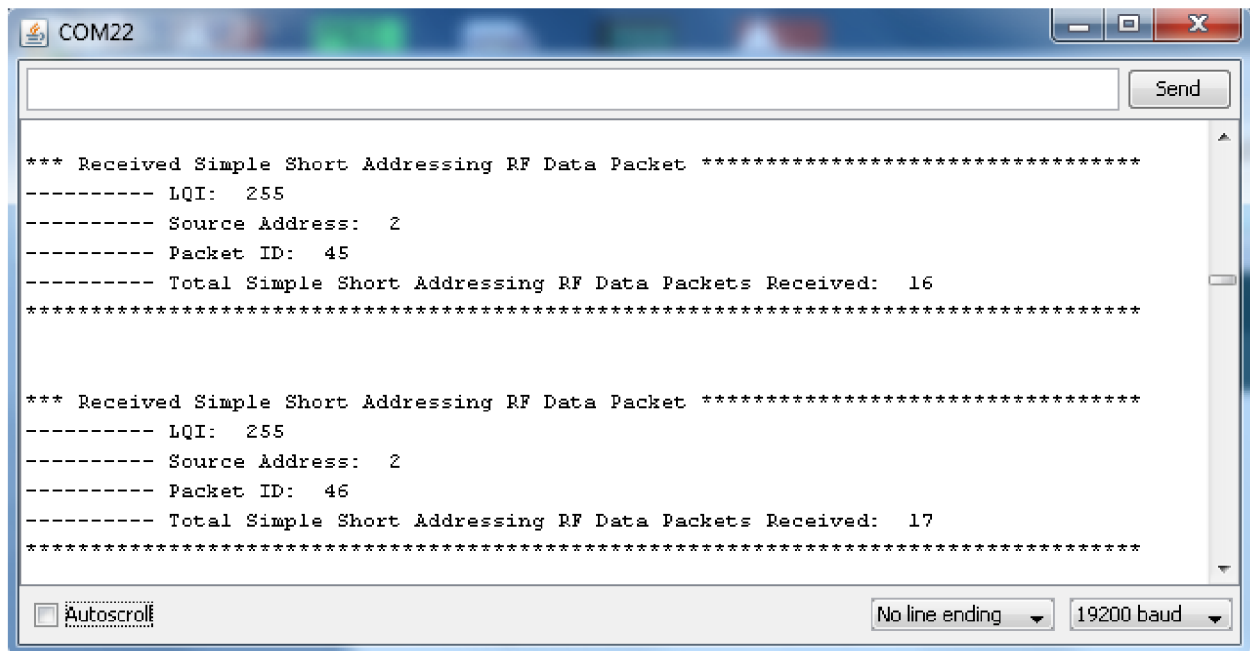 COM22
Send
*** Received Simple Short Addressing RF Data Packet **********************************
---------- LQI:  255
---------- Source Address:  2
---------- Packet ID:  45
---------- Total Simple Short Addressing RF Data Packets Received:  16
**************************************************************************************
*** Received Simple Short Addressing RF Data Packet **********************************
---------- LQI:  255
---------- Source Address:  2
---------- Packet ID:  46
---------- Total Simple Short Addressing RF Data Packets Received:  17
**************************************************************************************
Autoscroll No line ending 19200 baud